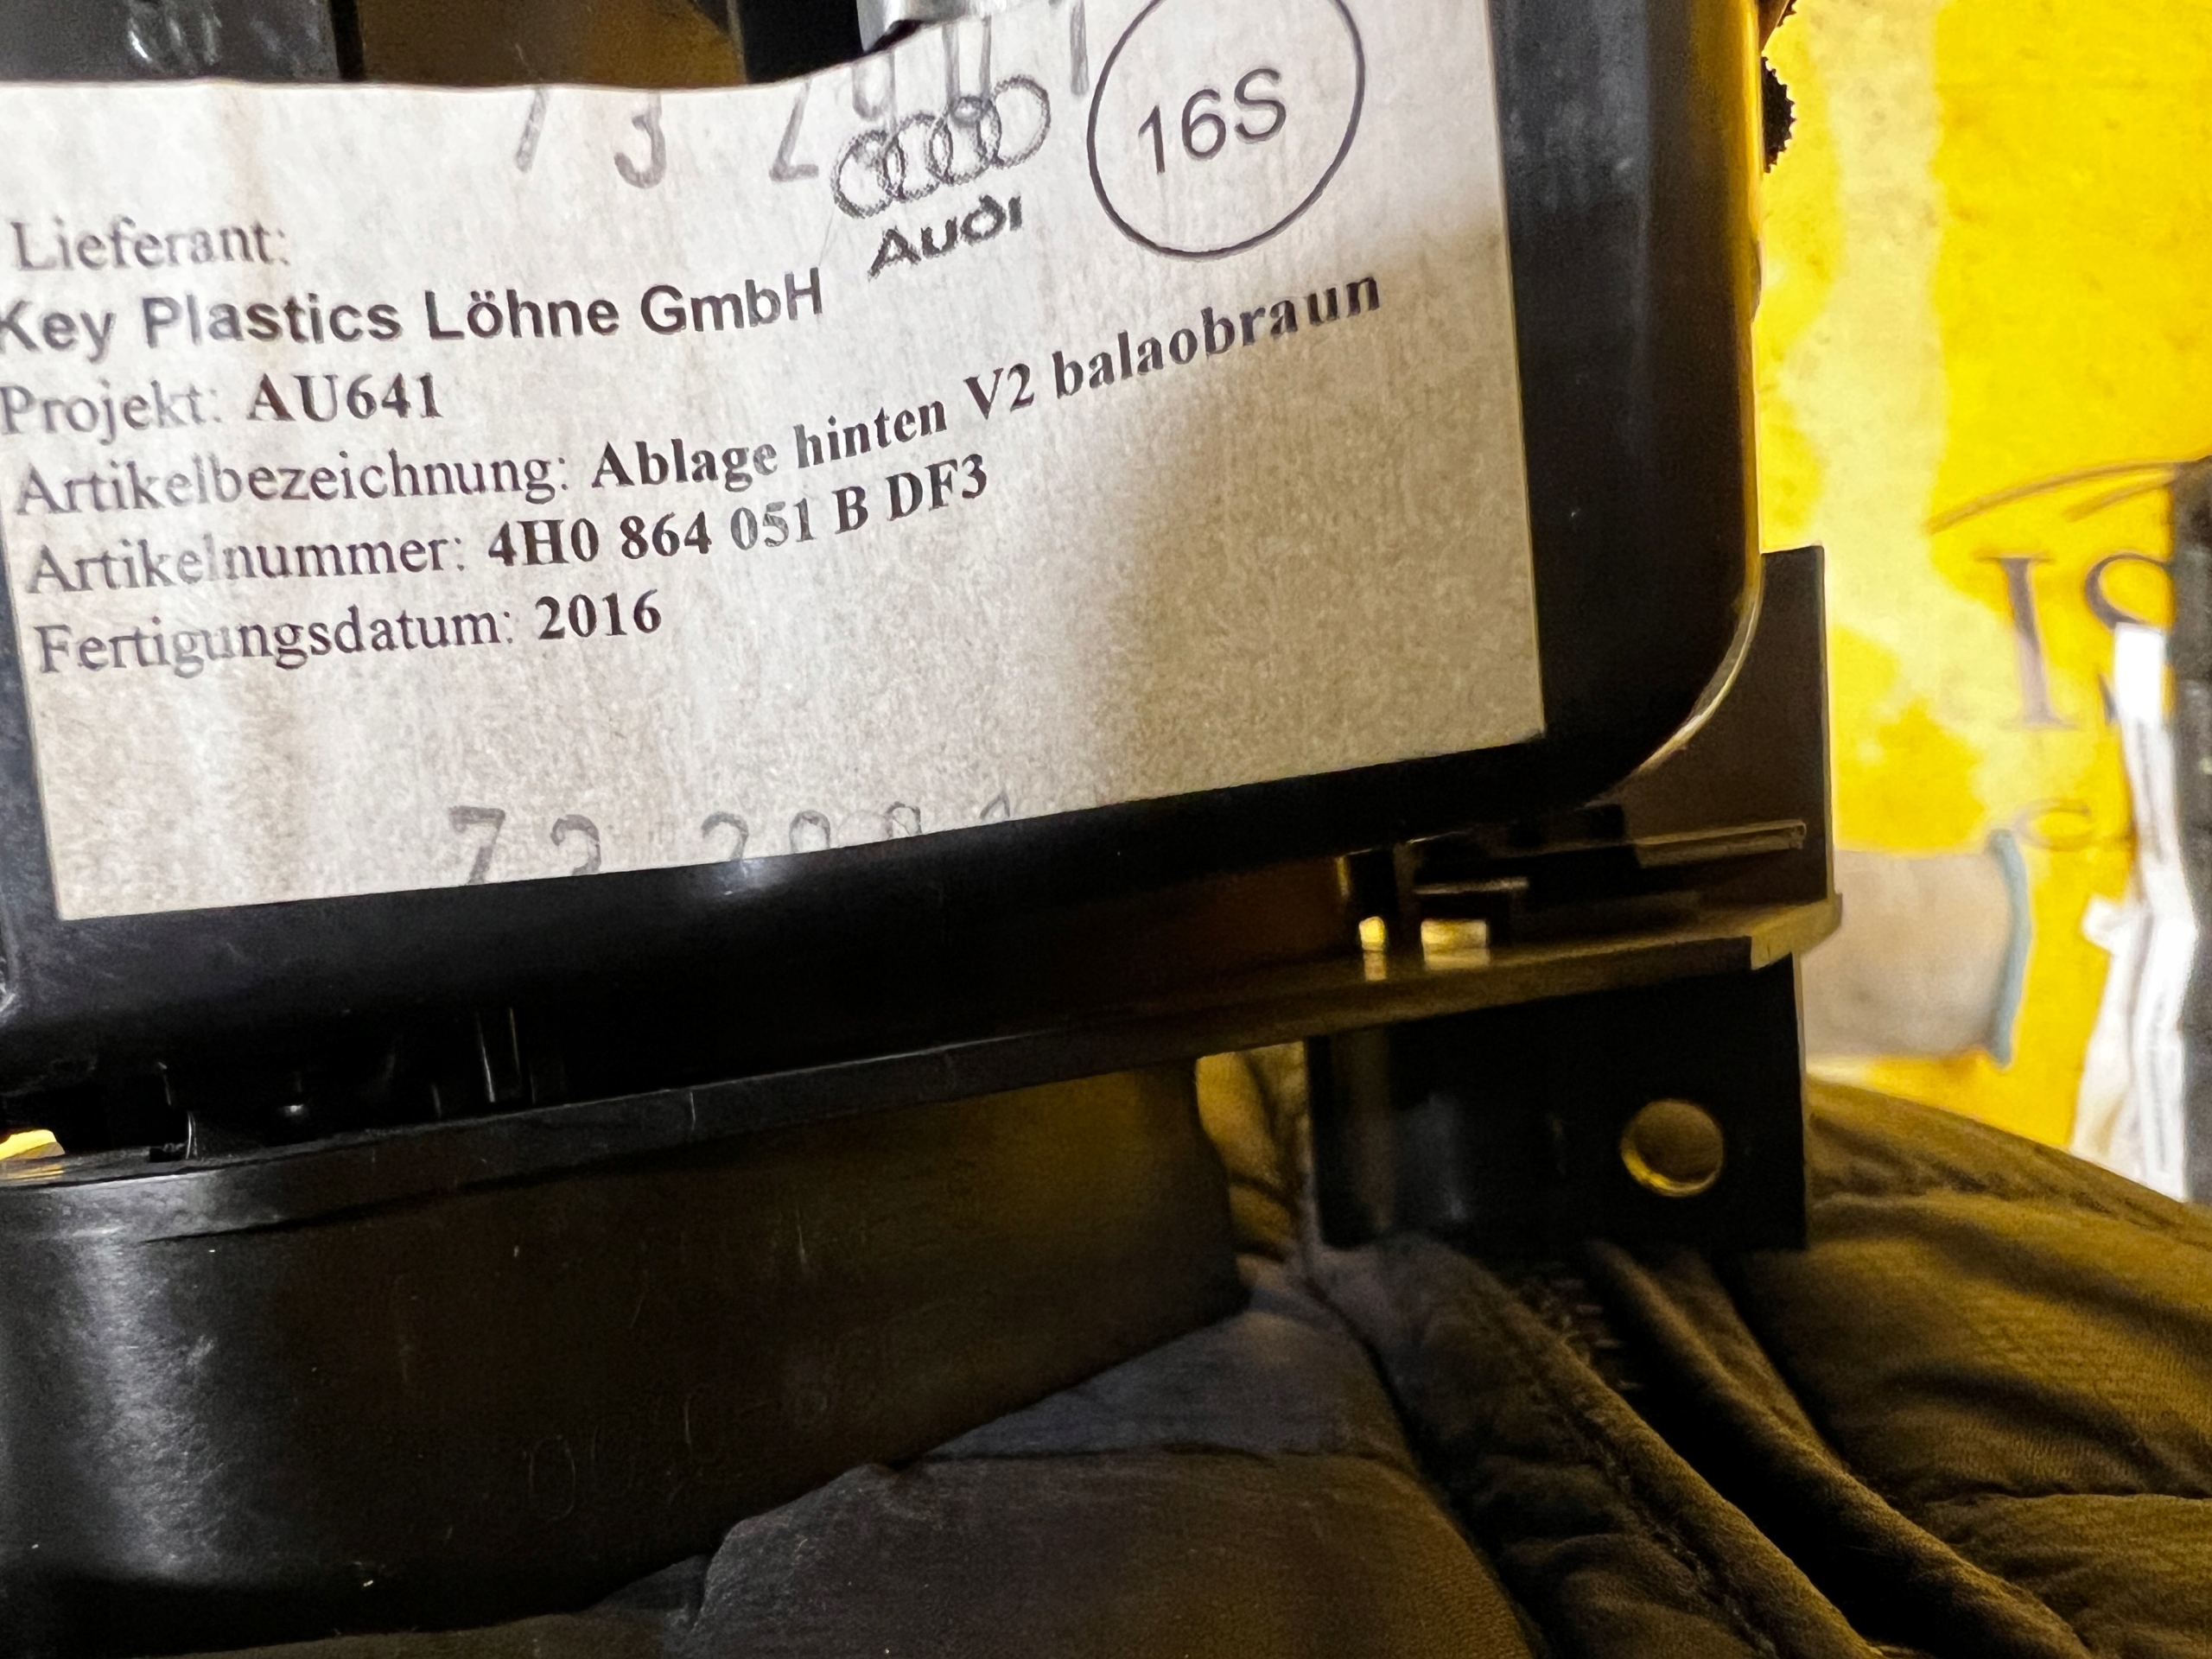 Audi
16S
Lieferant:
Key Plastics Löhne GmbH
Projekt: AU641
Artikelbezeichnung: Ablage hinten V2 balaobraun
Artikelnummer: 4H0 864 051 B DF3
Fertigungsdatum: 2016